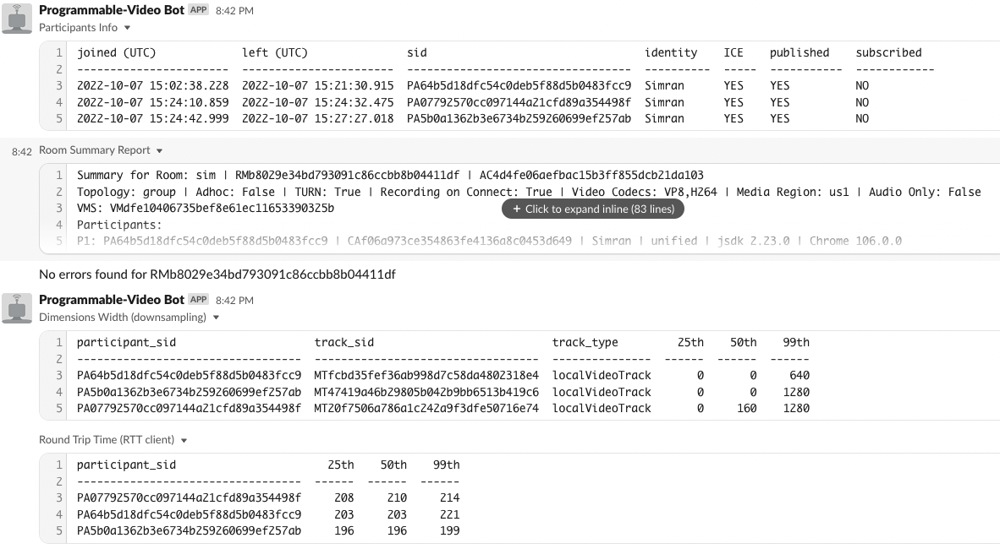 Programmable-Video Bot APP 8:42 PM
Participants Info
1 joined (UTC) left (UTC) sid identity ICE published subscribed
2 ----------------------- ----------------------- ---------------------------------- ---------- ----- ----------- ------------
3 2022-10-07 15:02:38.228 2022-10-07 15:21:30.915 PA64b5d18dfc54c0deb5f88d5b0483fcc9 Simran YES YES NO
4 2022-10-07 15:24:10.859 2022-10-07 15:24:32.475 PA07792570cc097144a21cfd89a354498f Simran YES YES NO
5 2022-10-07 15:24:42.999 2022-10-07 15:27:27.018 PA5b0a1362b3e6734b259260699ef257ab Simran YES YES NO
8:42 Room Summary Report
1 Summary for Room: sim | RMb8029e34bd793091c86ccbb8b04411df | AC4d4fe06aefbac15b3ff855dcb21da103
2 Topology: group | Adhoc: False | TURN: True | Recording on Connect: True | Video Codecs: VP8,H264 | Media Region: us1 | Audio Only: False
3 VMS: VMdfe10406735bef8e61ec11653390325b
+ Click to expand inline (83 lines)
4 Participants:
5 P1: PA64b5d18dfc54c0deb5f88d5b0483fcc9 | CAf06a973ce354863fe4136a8c0453d649 | Simran | unified | jsdk 2.23.0 | Chrome 106.0.0
No errors found for RMb8029e34bd793091c86ccbb8b04411df
Programmable-Video Bot APP 8:42 PM
Dimensions Width (downsampling)
1 participant_sid track_sid track_type 25th 50th 99th
2 ---------------------------------- ---------------------------------- --------------- ------ ------ ------
3 PA64b5d18dfc54c0deb5f88d5b0483fcc9 MTfcbd35fef36ab998d7c58da4802318e4 localVideoTrack 0 0 640
4 PA5b0a1362b3e6734b259260699ef257ab MT47419a46b29805b042b9bb6513b419c6 localVideoTrack 0 0 1280
5 PA07792570cc097144a21cfd89a354498f MT20f7506a786a1c242a9f3dfe50716e74 localVideoTrack 0 160 1280
Round Trip Time (RTT client)
1 participant_sid 25th 50th 99th
2 ---------------------------------- ------ ------ ------
3 PA07792570cc097144a21cfd89a354498f 208 210 214
4 PA64b5d18dfc54c0deb5f88d5b0483fcc9 203 203 221
5 PA5b0a1362b3e6734b259260699ef257ab 196 196 199